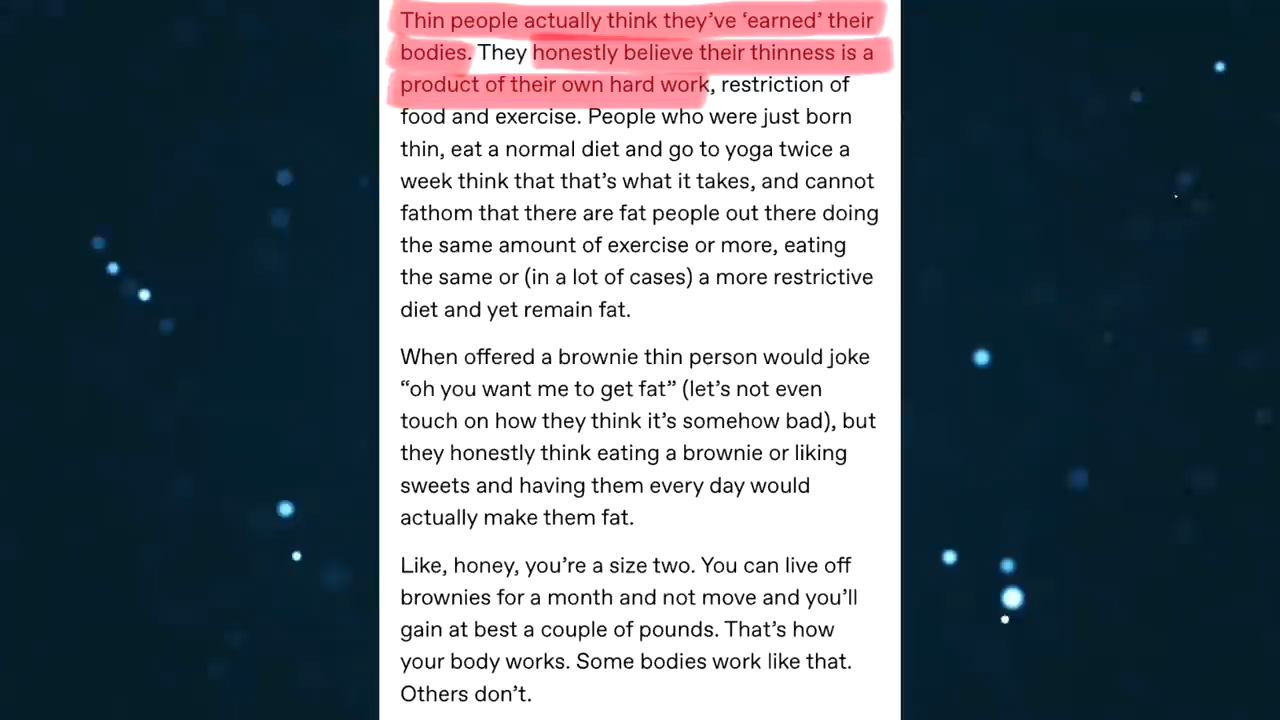 Thin people actually think they’ve ‘earned’ their
bodies. They honestly believe their thinness is a
product of their own hard work, restriction of
food and exercise. People who were just born
thin, eat a normal diet and go to yoga twice a
week think that that’s what it takes, and cannot
fathom that there are fat people out there doing
the same amount of exercise or more, eating
the same or (in a lot of cases) a more restrictive
diet and yet remain fat.
When offered a brownie thin person would joke
“oh you want me to get fat” (let’s not even
touch on how they think it’s somehow bad), but
they honestly think eating a brownie or liking
sweets and having them every day would
actually make them fat.
Like, honey, you’re a size two. You can live off
brownies for a month and not move and you’ll
gain at best a couple of pounds. That’s how
your body works. Some bodies work like that.
Others don’t.